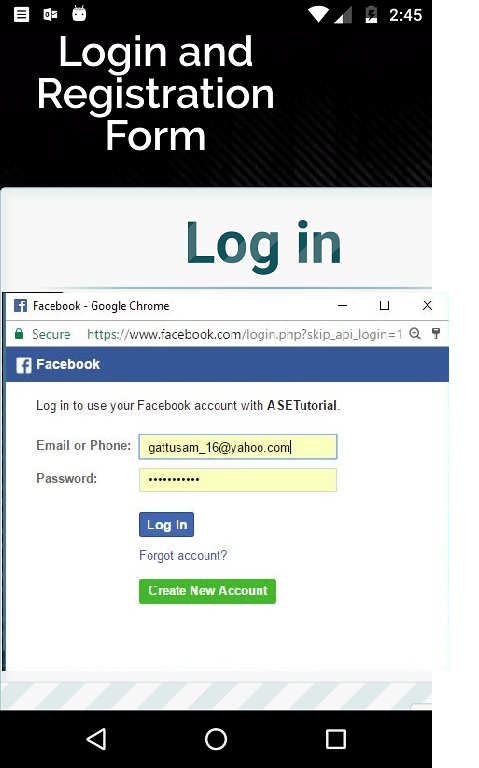 2:45
Login and
Registration
Form
Log in
Facebook - Google Chrome
Secure https://www.facebook.com/login.php?skip_api_login=1
Facebook
Log in to use your Facebook account with ASETutorial.
Email or Phone: gattusam_16@yahoo.com
Password: •••••••••••
Log In
Forgot account?
Create New Account